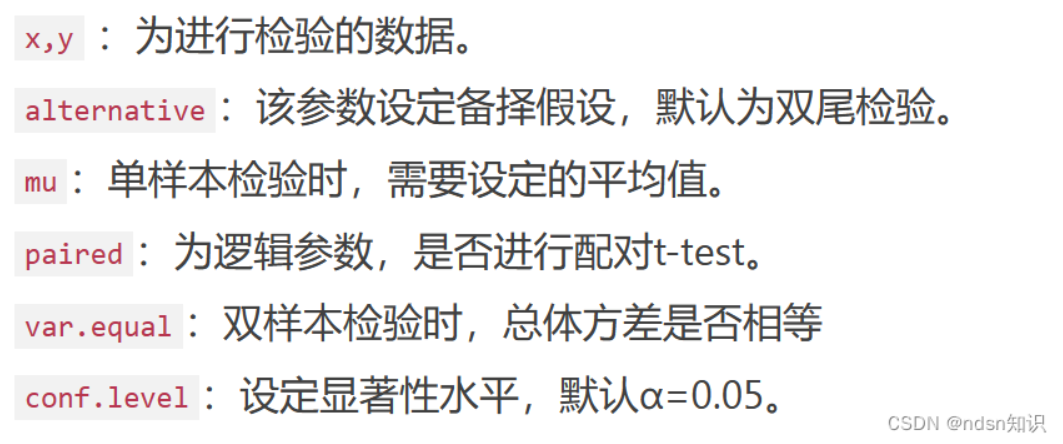 x,y ：为进行检验的数据。
alternative：该参数设定备择假设，默认为双尾检验。
mu：单样本检验时，需要设定的平均值。
paired：为逻辑参数，是否进行配对t-test。
var.equal：双样本检验时，总体方差是否相等
conf.level：设定显著性水平，默认α=0.05。
CSDN @ndsn知识